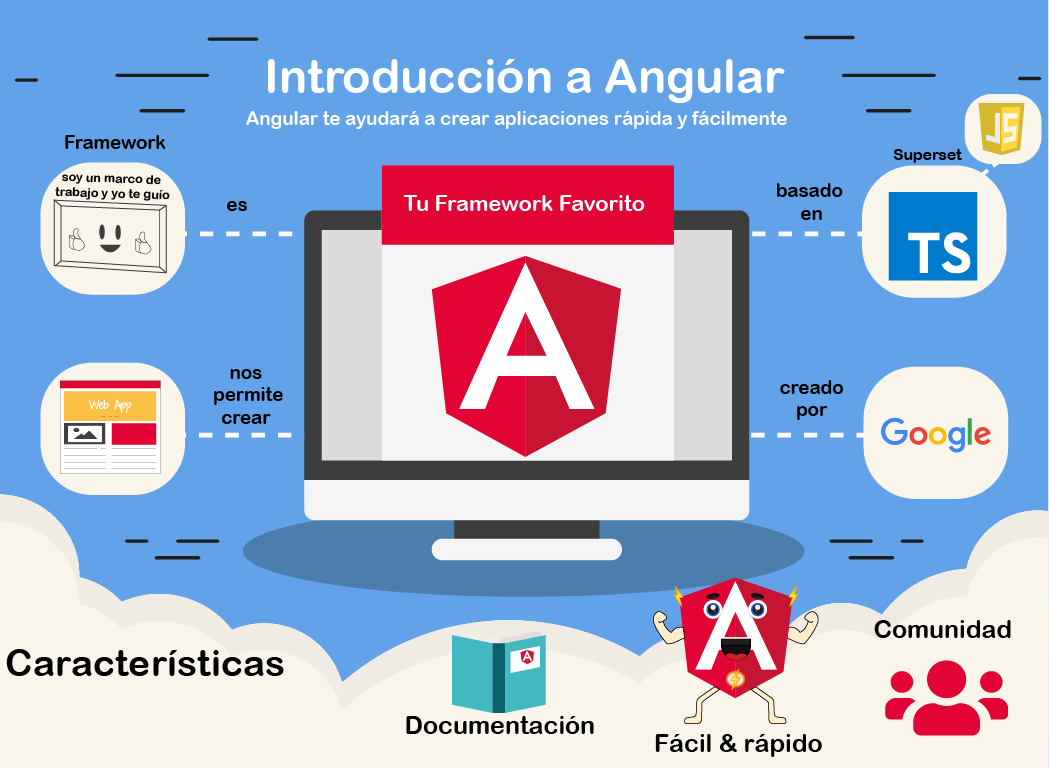 Introducción a Angular
Angular te ayudará a crear aplicaciones rápida y fácilmente
Framework
soy un marco de
trabajo y yo te guío
es
Tu Framework Favorito
basado
en
Superset
JS
TS
Web App
nos
permite
crear
creado
por
Google
Características
Documentación
Fácil & rápido
Comunidad